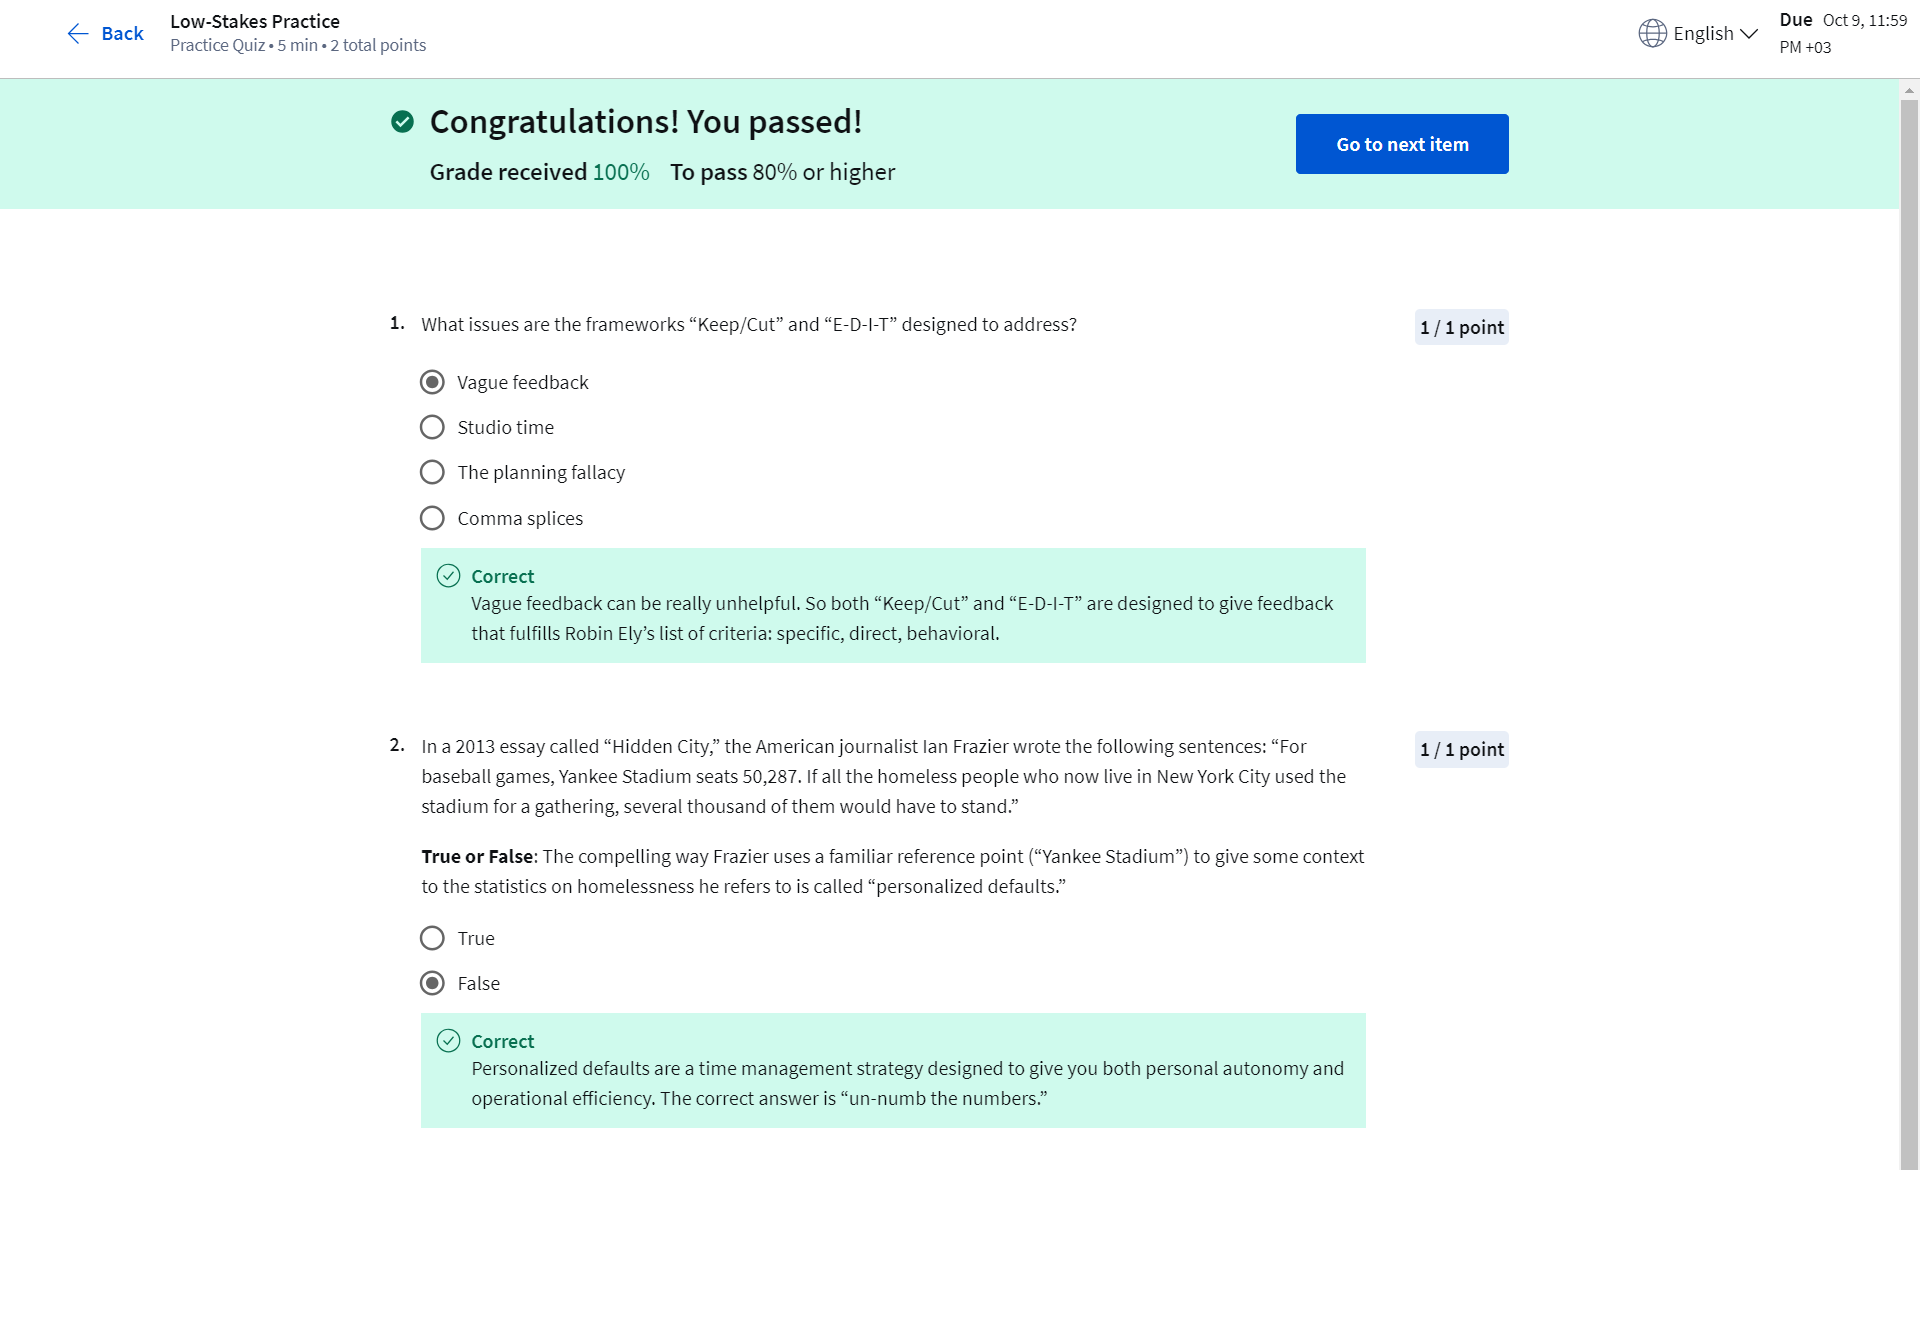 Back
Low-Stakes Practice
Practice Quiz • 5 min • 2 total points
English
Due Oct 9, 11:59
PM +03
Congratulations! You passed!
Grade received 100% To pass 80% or higher
Go to next item
1. What issues are the frameworks “Keep/Cut” and “E-D-I-T” designed to address?
1 / 1 point
Vague feedback
Studio time
The planning fallacy
Comma splices
Correct
Vague feedback can be really unhelpful. So both “Keep/Cut” and “E-D-I-T” are designed to give feedback
that fulfills Robin Ely’s list of criteria: specific, direct, behavioral.
2. In a 2013 essay called “Hidden City,” the American journalist Ian Frazier wrote the following sentences: “For
baseball games, Yankee Stadium seats 50,287. If all the homeless people who now live in New York City used the
stadium for a gathering, several thousand of them would have to stand.”
1 / 1 point
True or False: The compelling way Frazier uses a familiar reference point (“Yankee Stadium”) to give some context
to the statistics on homelessness he refers to is called “personalized defaults.”
True
False
Correct
Personalized defaults are a time management strategy designed to give you both personal autonomy and
operational efficiency. The correct answer is “un-numb the numbers.”